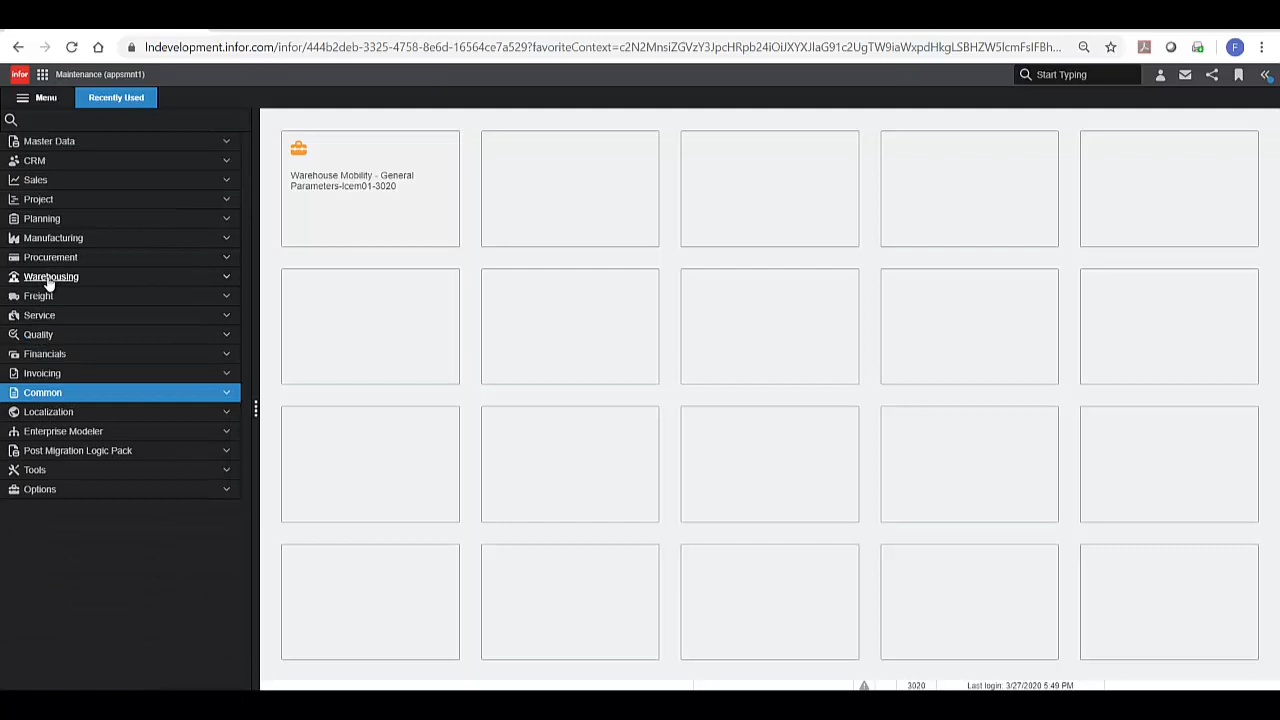 lndevelopment.infor.com/infor/444b2deb-3325-4758-8e6d-16564ce7a529?favoriteContext=c2N2MnsiZGVzY3JpcHRpb24iOiJXYXJlaG91c2UgTW9iaWxpdHkgLSBHZW5lcmFsIFBh...
infor
Maintenance (appsmnt1)
Start Typing
F
Menu
Recently Used
Master Data
CRM
Sales
Project
Planning
Manufacturing
Procurement
Warehousing
Freight
Service
Quality
Financials
Invoicing
Common
Localization
Enterprise Modeler
Post Migration Logic Pack
Tools
Options
Warehouse Mobility - General
Parameters-lcem01-3020
3020
Last login: 3/27/2020 5:49 PM